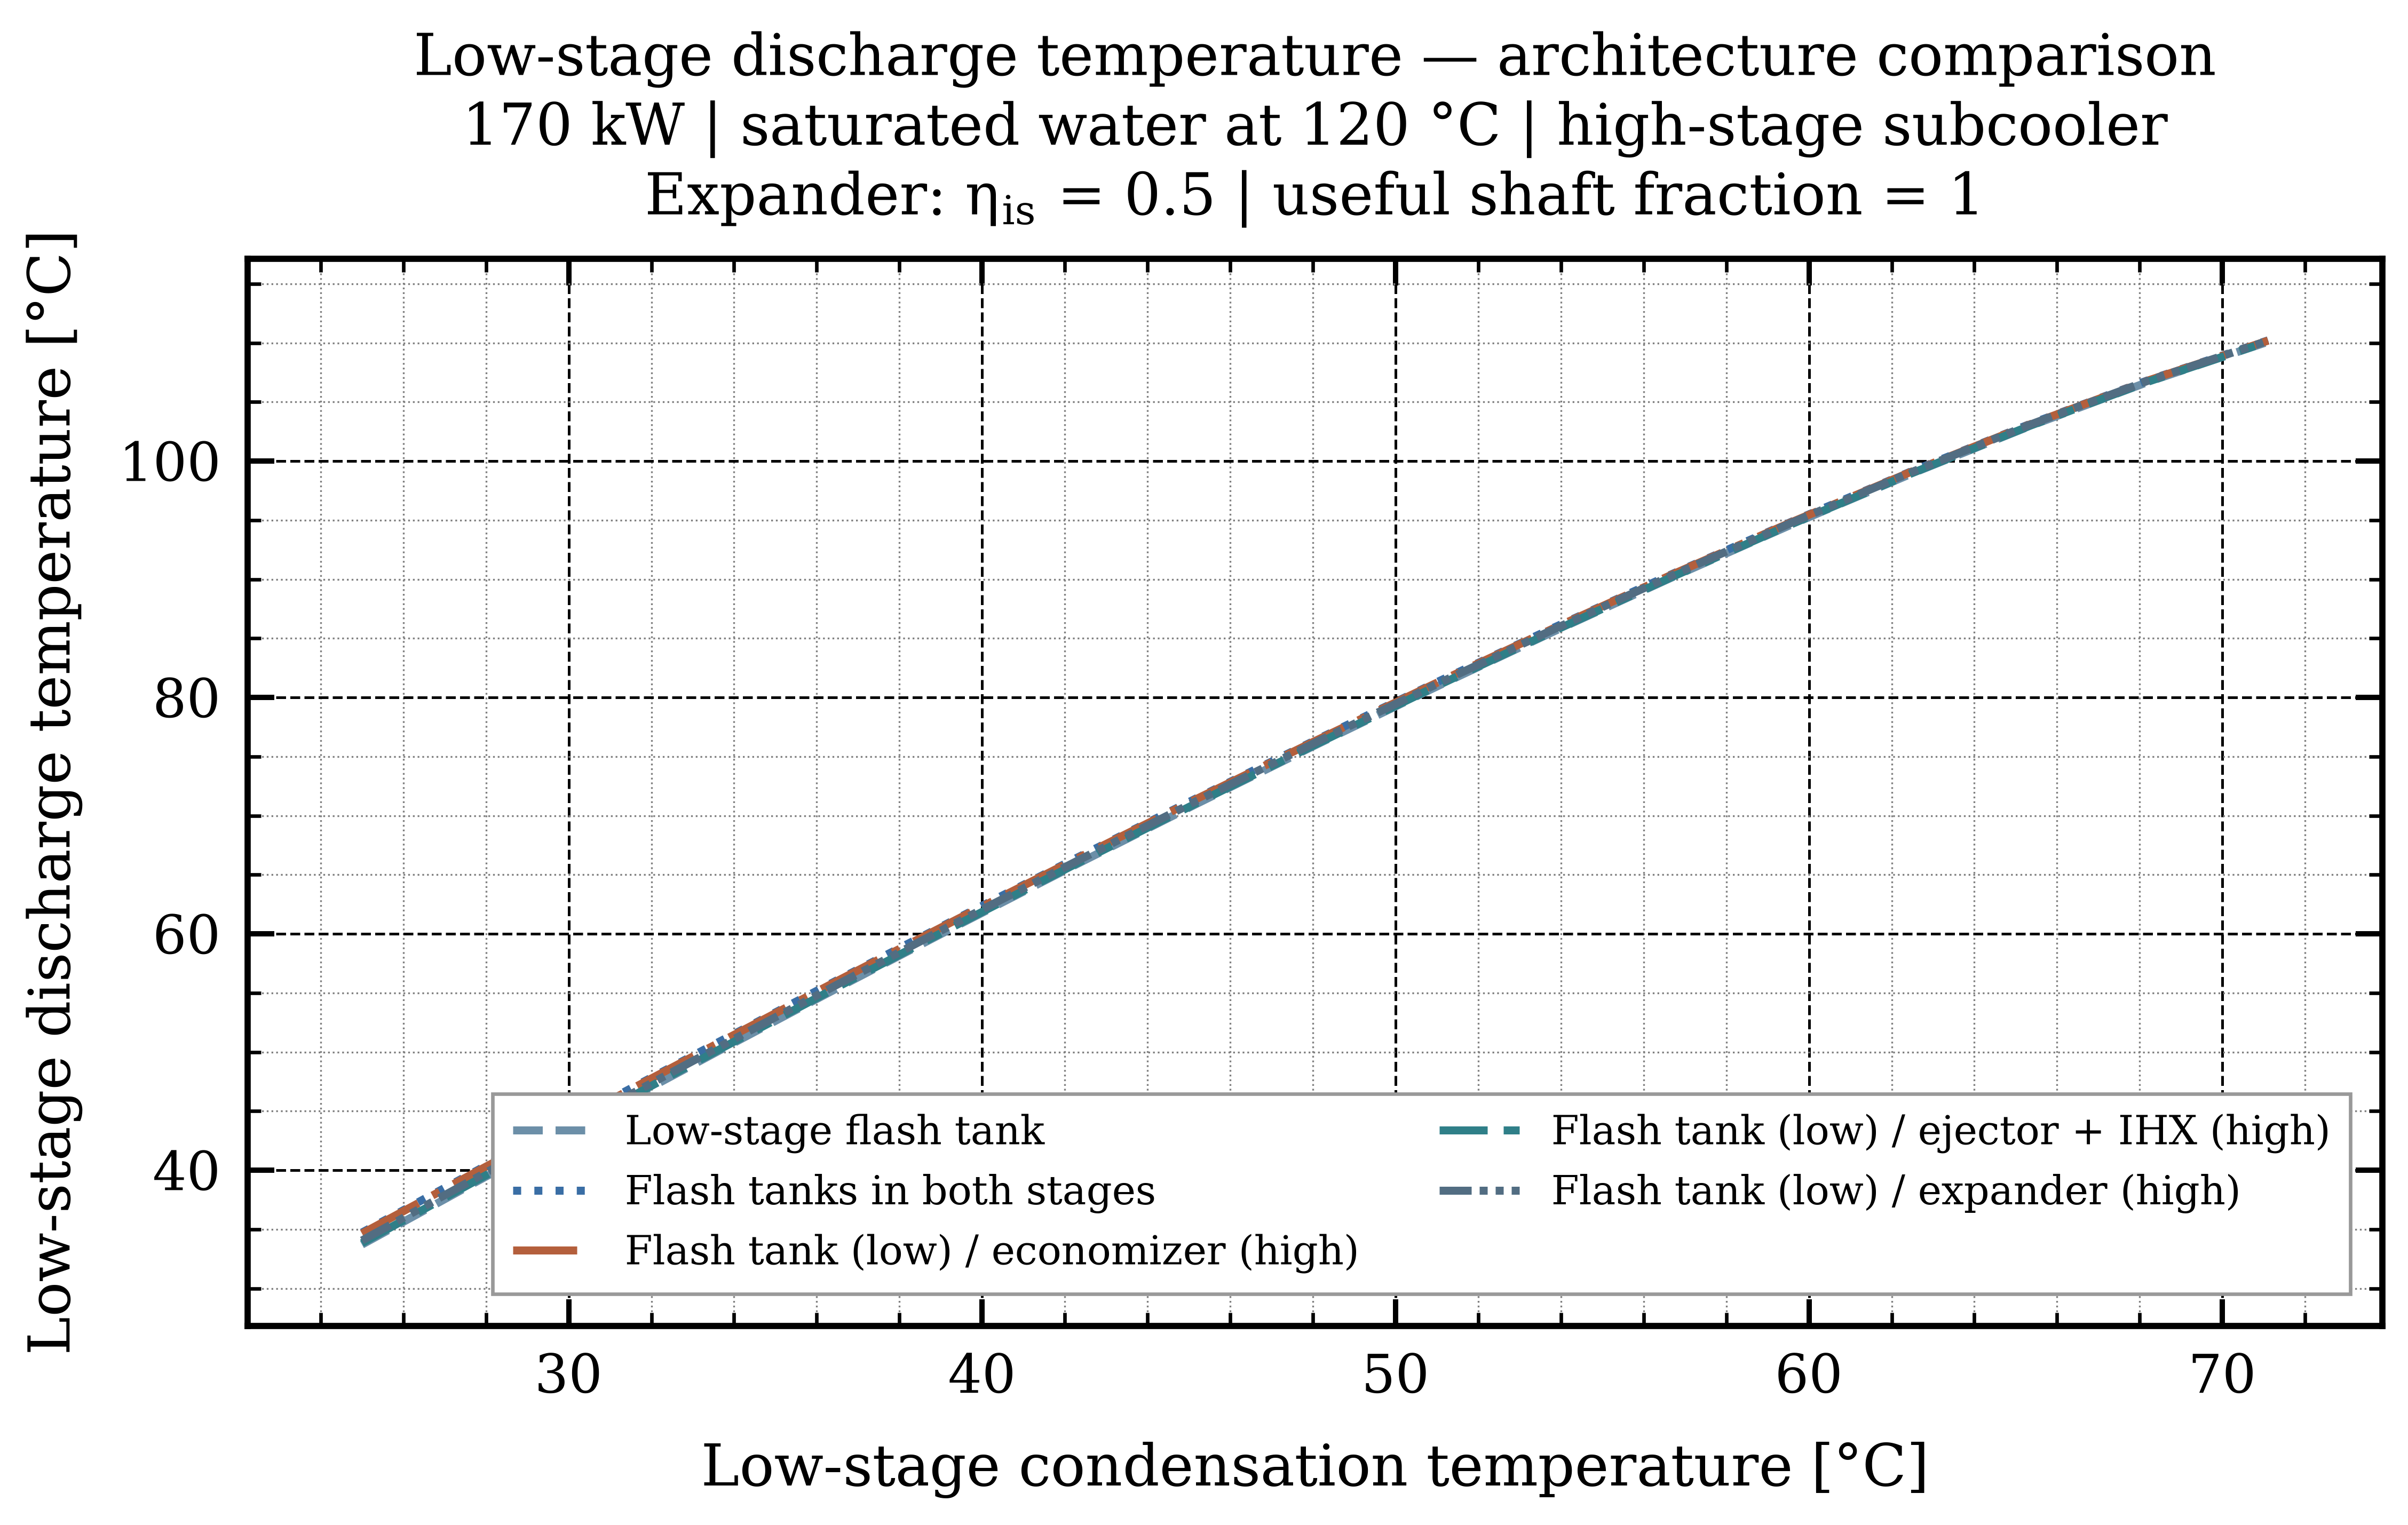 Low-stage discharge temperature — architecture comparison
170 kW | saturated water at 120 °C | high-stage subcooler
Expander: ηis = 0.5 | useful shaft fraction = 1
Low-stage discharge temperature [°C]
100
80
60
40
Low-stage flash tank
Flash tanks in both stages
Flash tank (low) / economizer (high)
Flash tank (low) / ejector + IHX (high)
Flash tank (low) / expander (high)
30 40 50 60 70
Low-stage condensation temperature [°C]